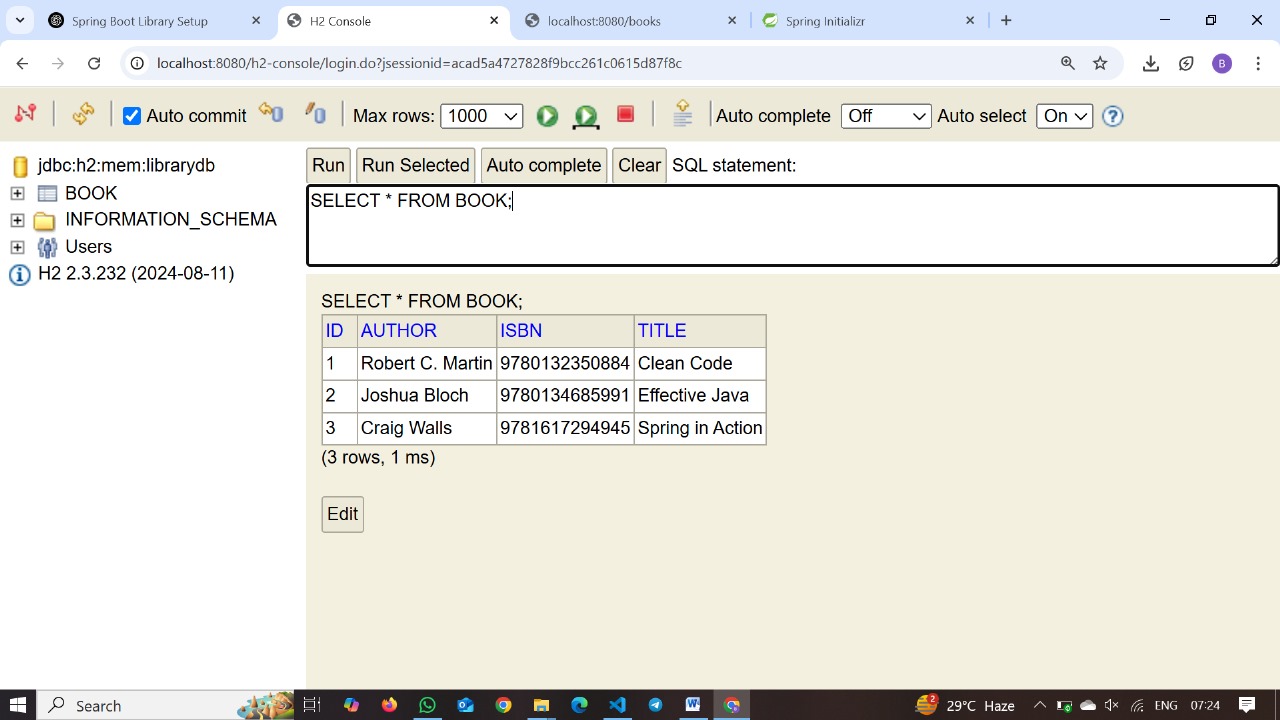 Spring Boot Library Setup
H2 Console
localhost:8080/books
Spring Initializr
localhost:8080/h2-console/login.do?jsessionid=acad5a4727828f9bcc261c0615d87f8c
B
Auto commit
Max rows: 1000
Auto complete Off
Auto select On
?
jdbc:h2:mem:librarydb
BOOK
INFORMATION_SCHEMA
Users
H2 2.3.232 (2024-08-11)
Run Run Selected Auto complete Clear SQL statement:
SELECT * FROM BOOK;
SELECT * FROM BOOK;
ID AUTHOR ISBN TITLE
1 Robert C. Martin 9780132350884 Clean Code
2 Joshua Bloch 9780134685991 Effective Java
3 Craig Walls 9781617294945 Spring in Action
(3 rows, 1 ms)
Edit
Search
2
29°C Haze
ENG
07:24